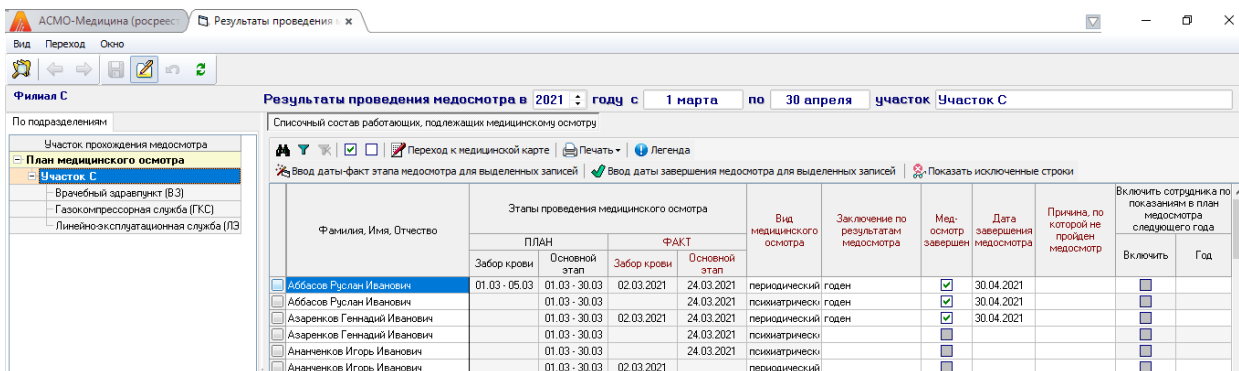 АСМО-Медицина (росреест
Результаты проведения в
Вид Переход Окно
Филиал С
Результаты проведения медосмотра в 2021 году с 1 марта по 30 апреля участок Участок С
По подразделениям
Списочный состав работающих, подлежащих медицинскому осмотру
Участок прохождения медосмотра
План медицинского осмотра
Участок С
Врачебный здравпункт (ВЗ)
Газокомпрессорная служба (ГКС)
Линейно-эксплуатационная служба (ЛЭ
Переход к медицинской карте Печать Легенда
Ввод даты-факт этапа медосмотра для выделенных записей Ввод даты завершения медосмотра для выделенных записей Показать исключенные строки
Фамилия, Имя, Отчество
Этапы проведения медицинского осмотра
ПЛАН ФАКТ
Забор крови Основной этап Забор крови Основной этап
Вид медицинского осмотра
Заключение по результатам медосмотра
Мед-осмотр завершен
Дата завершения медосмотра
Причина, по которой не пройден медосмотр
Включить сотрудника по показаниям в план медосмотра следующего года
Включить Год
Аббасов Руслан Иванович 01.03 - 05.03 01.03 - 30.03 02.03.2021 24.03.2021 периодический годен 30.04.2021
Аббасов Руслан Иванович 01.03 - 30.03 24.03.2021 психиатрическ годен 30.04.2021
Азаренков Геннадий Иванович 01.03 - 30.03 02.03.2021 24.03.2021 периодический годен 30.04.2021
Азаренков Геннадий Иванович 01.03 - 30.03 24.03.2021 психиатрическ
Ананченков Игорь Иванович 01.03 - 30.03 24.03.2021 психиатрическ
Ананченков Игорь Иванович 01.03 - 30.03 02.03.2021 периодический